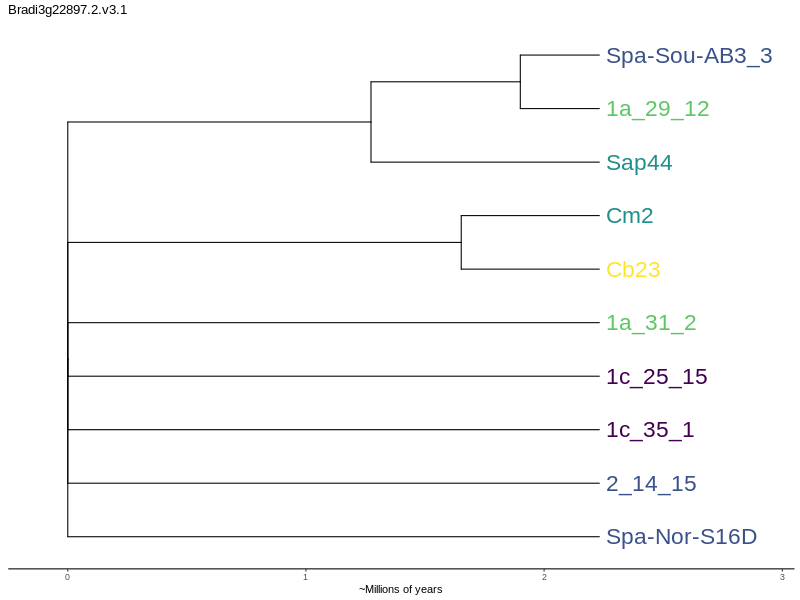 Bradi3g22897.2.v3.1
Spa-Sou-AB3_3
1a_29_12
Sap44
Cm2
Cb23
1a_31_2
1c_25_15
1c_35_1
2_14_15
Spa-Nor-S16D
0 1 2 3
~Millions of years